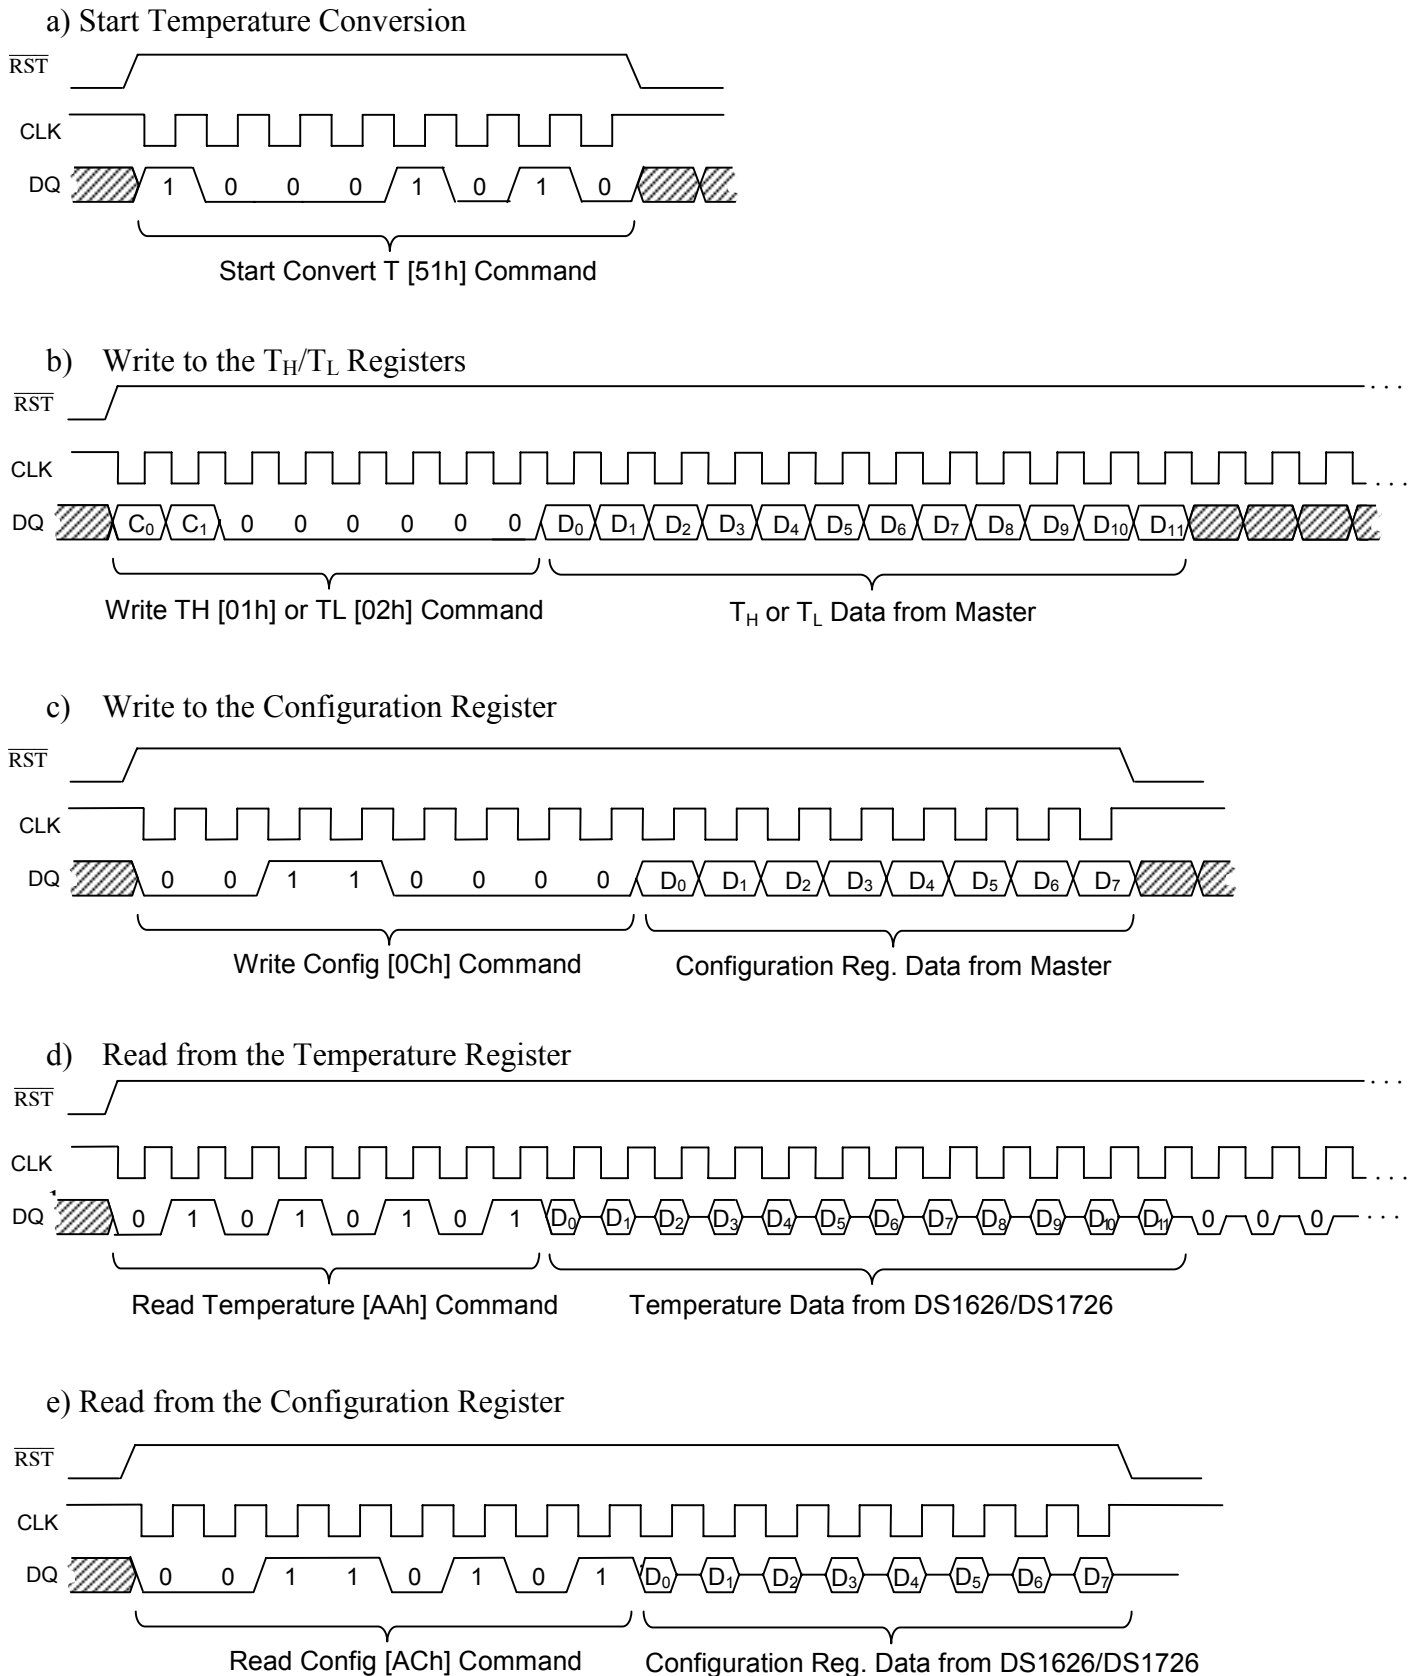 a) Start Temperature Conversion
RST
CLK
DQ 1 0 0 0 1 0 1 0
Start Convert T [51h] Command
b) Write to the TH/TL Registers
RST . . .
CLK . . . .
DQ C0 C1 0 0 0 0 0 0 D0 D1 D2 D3 D4 D5 D6 D7 D8 D9 D10 D11
Write TH [01h] or TL [02h] Command TH or TL Data from Master
c) Write to the Configuration Register
RST
CLK
DQ 0 0 1 1 0 0 0 0 D0 D1 D2 D3 D4 D5 D6 D7
Write Config [0Ch] Command Configuration Reg. Data from Master
d) Read from the Temperature Register
RST . . .
CLK . . . .
DQ 0 1 0 1 0 1 0 1 D0 D1 D2 D3 D4 D5 D6 D7 D8 D9 D10 D11 0 0 0 . . .
Read Temperature [AAh] Command Temperature Data from DS1626/DS1726
e) Read from the Configuration Register
RST
CLK
DQ 0 0 1 1 0 1 0 1 D0 D1 D2 D3 D4 D5 D6 D7
Read Config [ACh] Command Configuration Reg. Data from DS1626/DS1726